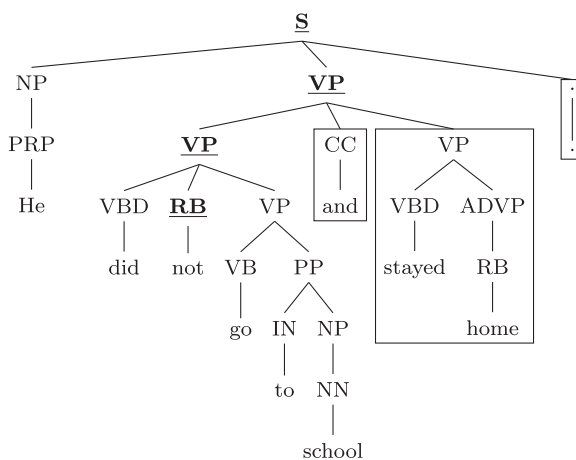 S
NP VP .
PRP VP CC VP .
He VBD RB VP and VBD ADVP
did not VB PP stayed RB
go IN NP home
to NN
school